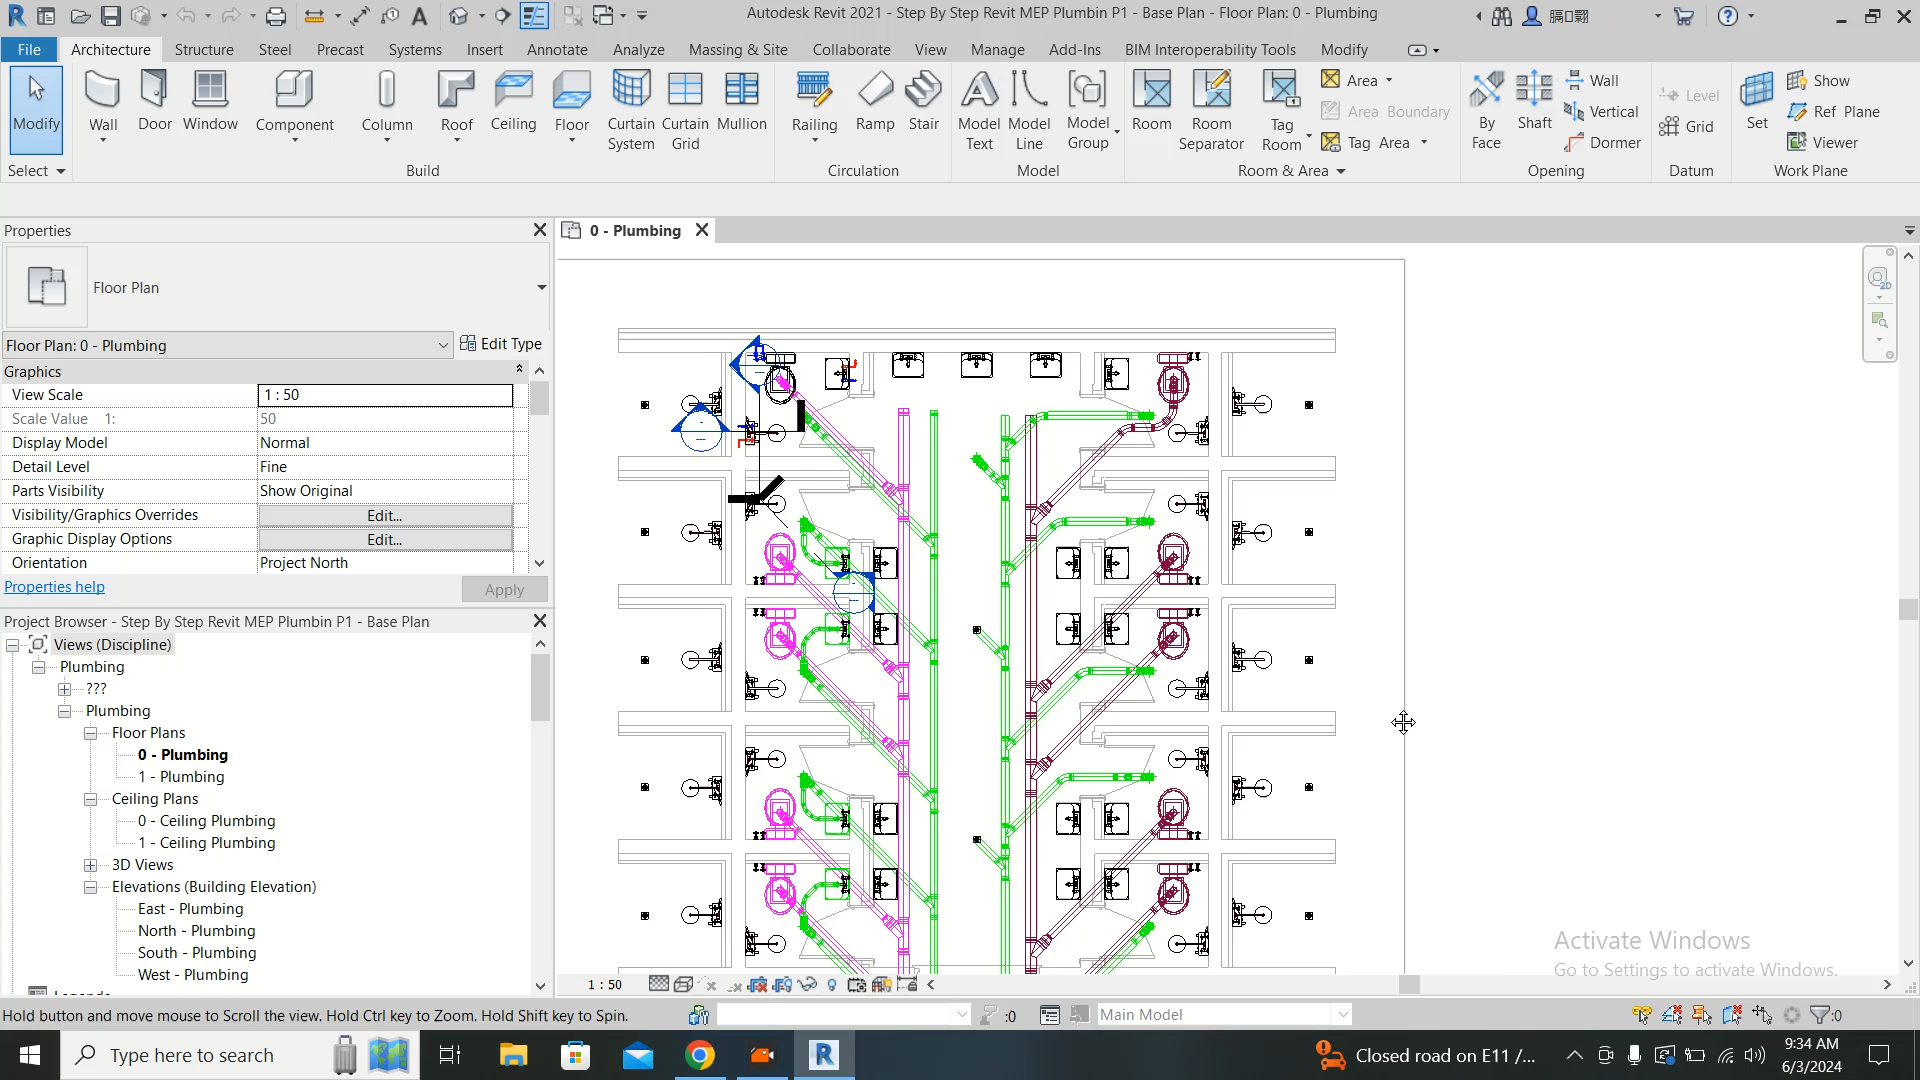 Autodesk Revit 2021 - Step By Step Revit MEP Plumbin P1 - Base Plan - Floor Plan: 0 - Plumbing
File Architecture Structure Steel Precast Systems Insert Annotate Analyze Massing & Site Collaborate View Manage Add-Ins BIM Interoperability Tools Modify
Modify Wall Door Window Component Column Roof Ceiling Floor Curtain System Curtain Grid Mullion Railing Ramp Stair Model Text Model Line Model Group Room Room Separator Tag Room Area Area Boundary Tag Area By Face Shaft Wall Vertical Dormer Level Grid Set Show Ref Plane Viewer
Select Build Circulation Model Room & Area Opening Datum Work Plane
Properties
0 - Plumbing
Floor Plan
Floor Plan: 0 - Plumbing Edit Type
Graphics
View Scale 1 : 50
Scale Value 1: 50
Display Model Normal
Detail Level Fine
Parts Visibility Show Original
Visibility/Graphics Overrides Edit...
Graphic Display Options Edit...
Orientation Project North
Properties help Apply
Project Browser - Step By Step Revit MEP Plumbin P1 - Base Plan
Views (Discipline)
Plumbing
???
Plumbing
Floor Plans
0 - Plumbing
1 - Plumbing
Ceiling Plans
0 - Ceiling Plumbing
1 - Ceiling Plumbing
3D Views
Elevations (Building Elevation)
East - Plumbing
North - Plumbing
South - Plumbing
West - Plumbing
2D
Activate Windows
Go to Settings to activate Windows.
1 : 50
Hold button and move mouse to Scroll the view. Hold Ctrl key to Zoom. Hold Shift key to Spin.
:0
Main Model
:0
Type here to search
Closed road on E11 /...
9:34 AM
6/3/2024